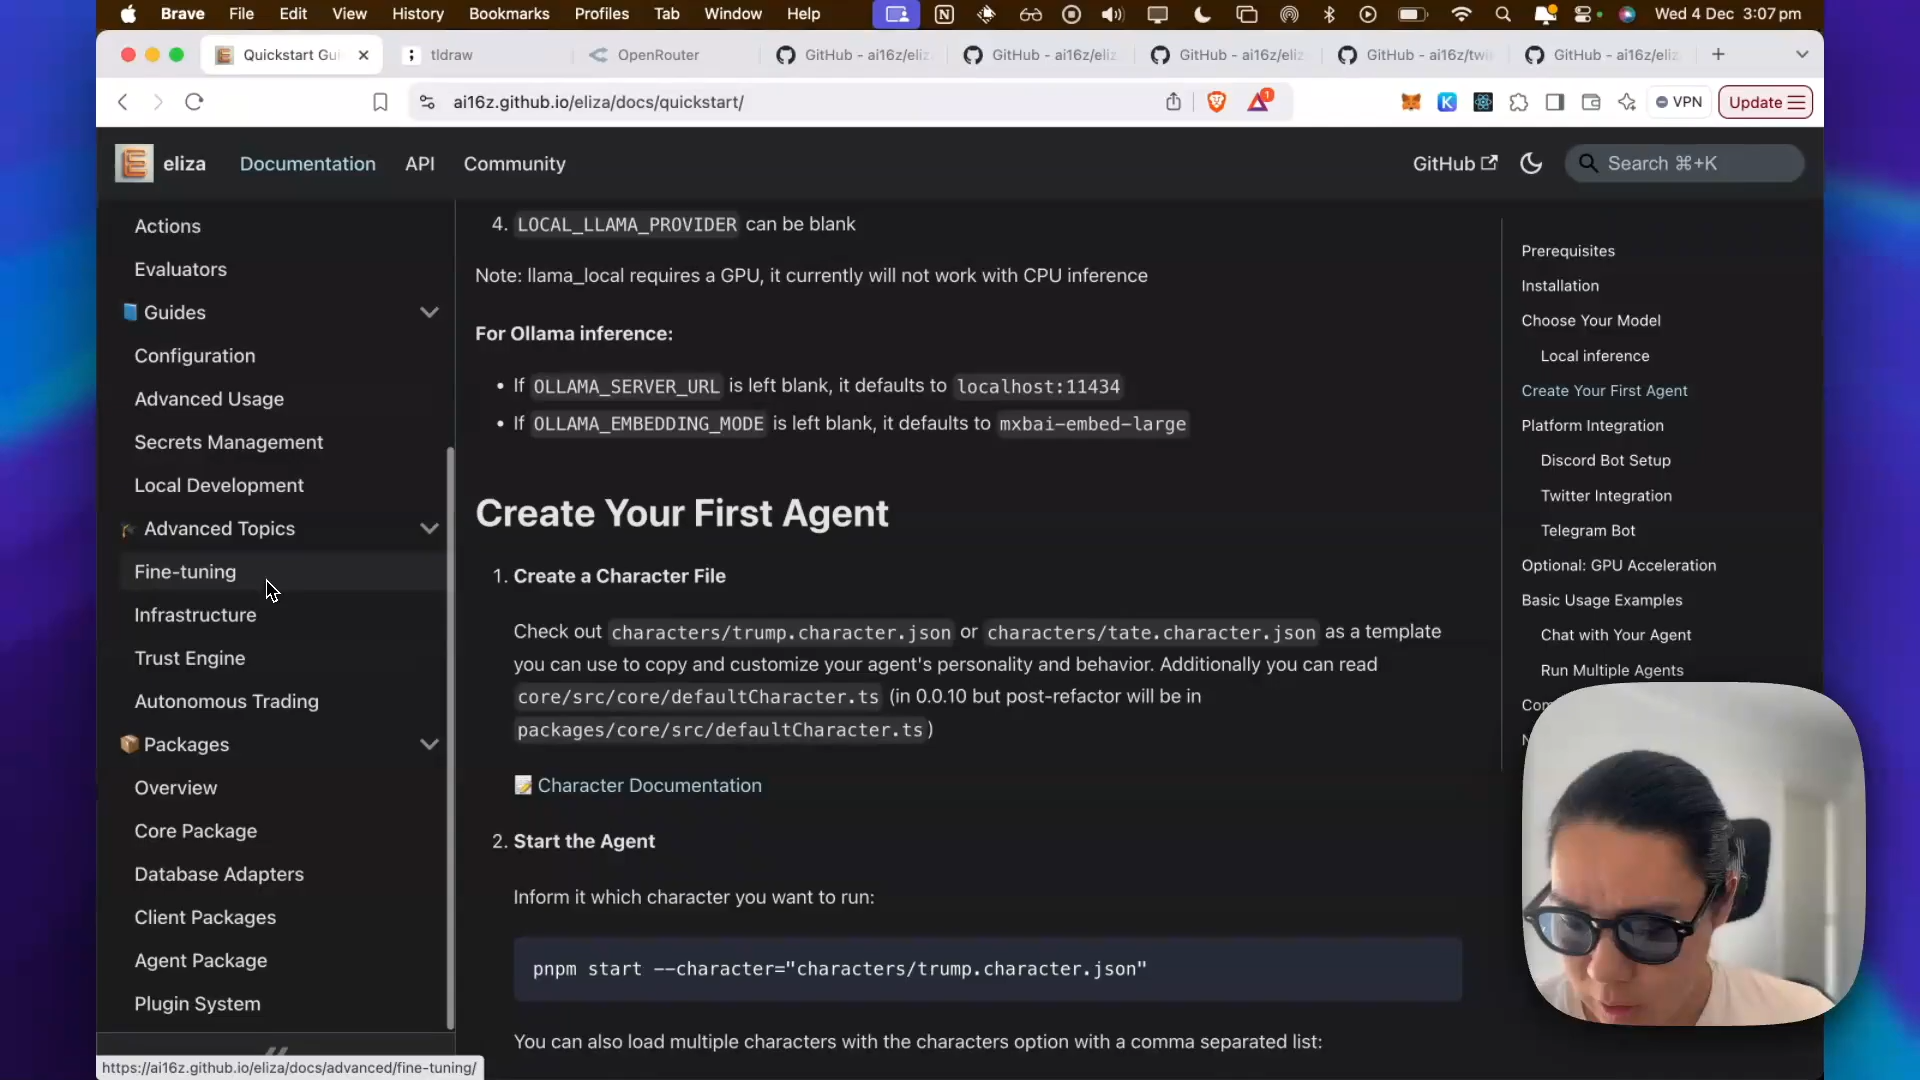 Brave File Edit View History Bookmarks Profiles Tab Window Help Wed 4 Dec 3:07 pm
Quickstart Gui tldraw OpenRouter GitHub - ai16z/eliz GitHub - ai16z/eliz GitHub - ai16z/eliz GitHub - ai16z/twi GitHub - ai16z/eliz
ai16z.github.io/eliza/docs/quickstart/ 1 VPN Update
eliza Documentation API Community GitHub Search ⌘+K
Actions
Evaluators
Guides
Configuration
Advanced Usage
Secrets Management
Local Development
Advanced Topics
Fine-tuning
Infrastructure
Trust Engine
Autonomous Trading
Packages
Overview
Core Package
Database Adapters
Client Packages
Agent Package
Plugin System
https://ai16z.github.io/eliza/docs/advanced/fine-tuning/
4. LOCAL_LLAMA_PROVIDER can be blank
Note: llama_local requires a GPU, it currently will not work with CPU inference
For Ollama inference:
• If OLLAMA_SERVER_URL is left blank, it defaults to localhost:11434
• If OLLAMA_EMBEDDING_MODE is left blank, it defaults to mxbai-embed-large
Create Your First Agent
1. Create a Character File
Check out characters/trump.character.json or characters/tate.character.json as a template
you can use to copy and customize your agent's personality and behavior. Additionally you can read
core/src/core/defaultCharacter.ts (in 0.0.10 but post-refactor will be in
packages/core/src/defaultCharacter.ts)
Character Documentation
2. Start the Agent
Inform it which character you want to run:
pnpm start --character="characters/trump.character.json"
You can also load multiple characters with the characters option with a comma separated list:
Prerequisites
Installation
Choose Your Model
Local inference
Create Your First Agent
Platform Integration
Discord Bot Setup
Twitter Integration
Telegram Bot
Optional: GPU Acceleration
Basic Usage Examples
Chat with Your Agent
Run Multiple Agents